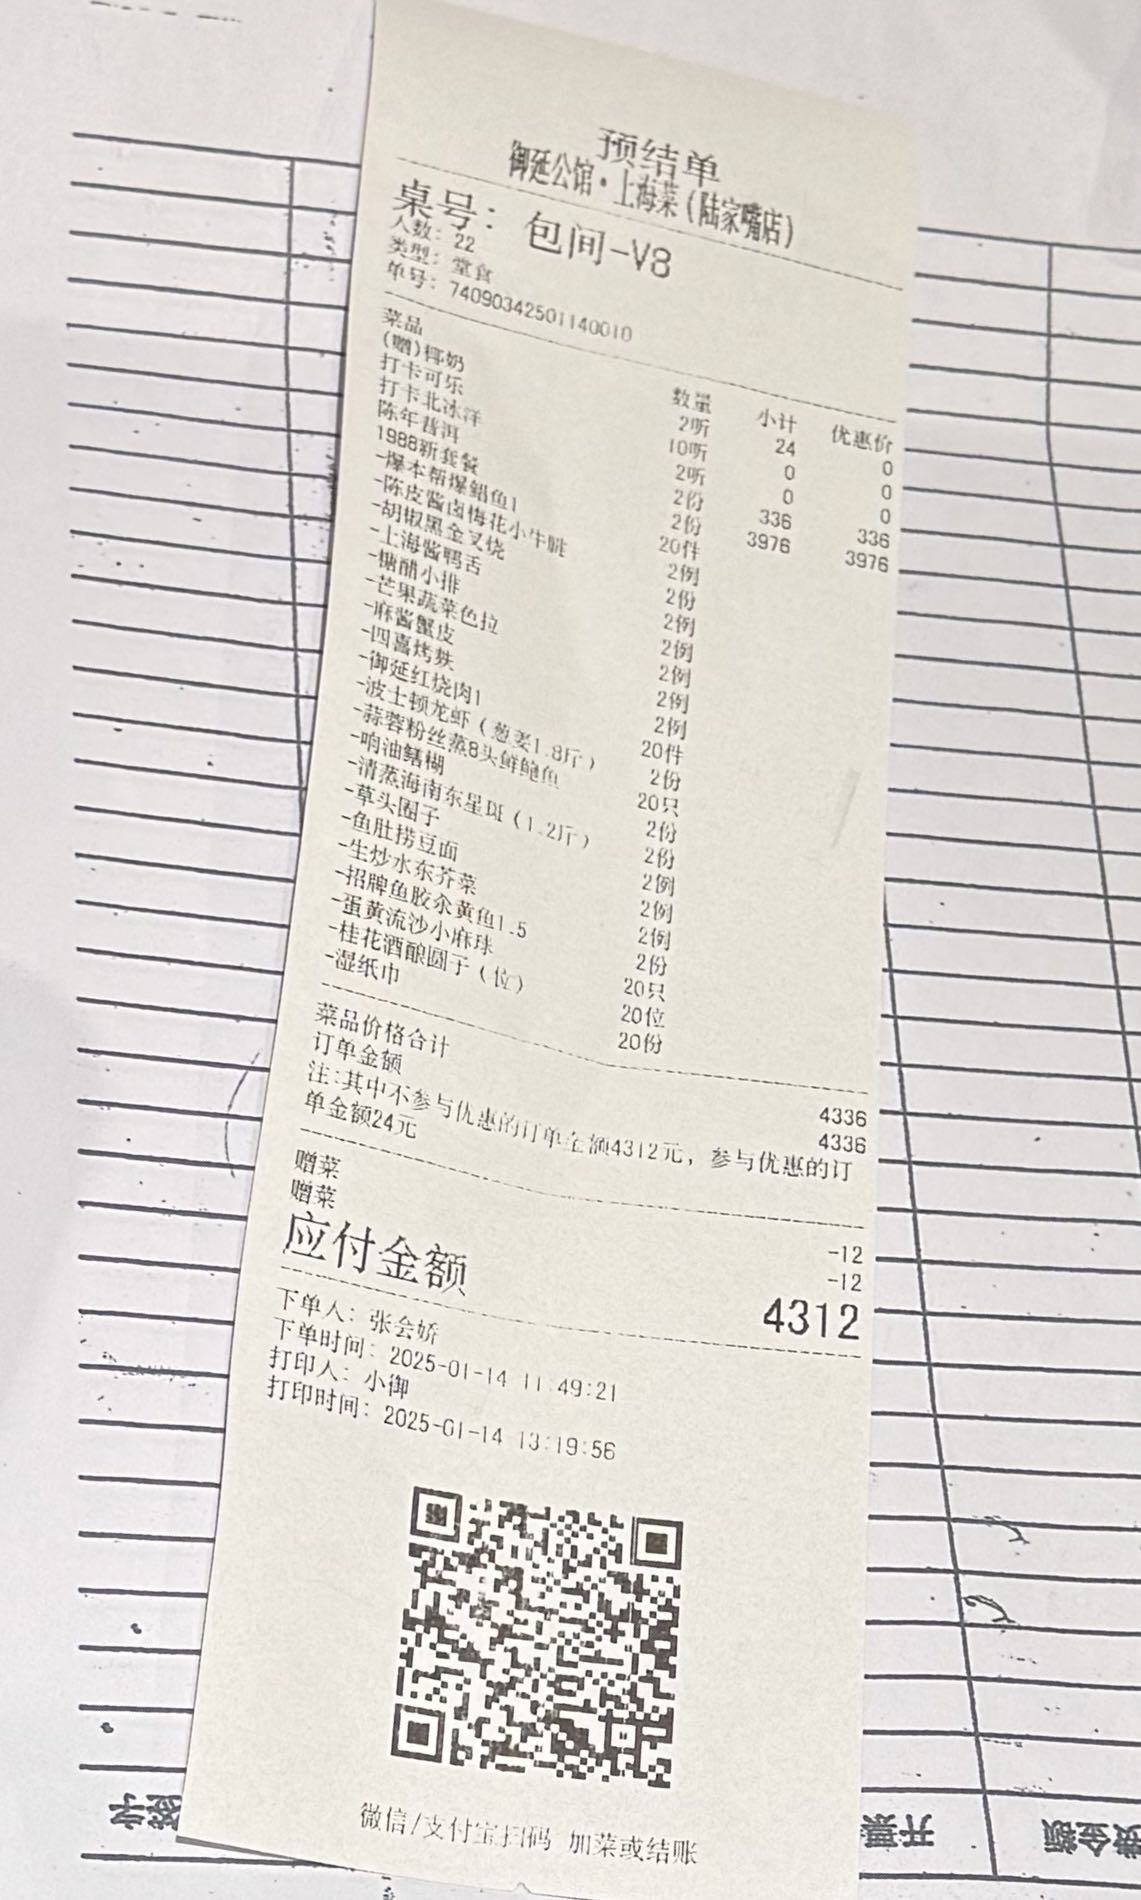 预结单
御延公馆·上海菜(陆家嘴店)
桌号：包间-V8
人数：22
类型：堂食
单号：74090342501140010
菜品 数量 小计 优惠价
(赠)椰奶 2听 24 0
打卡可乐 10听 0 0
打卡北冰洋 2听 0 0
陈年普洱 2份 336 336
1988新套餐 2份 3976 3976
-爆本帮爆鲳鱼1 20件
-陈皮酱卤梅花小牛腱 2例
-胡椒黑金叉烧 2份
-上海酱鸭舌 2例
-糖醋小排 2例
-芒果蔬菜色拉 2例
-麻酱蟹皮 2例
-四喜烤麸 2例
-御延红烧肉1 20件
-波士顿龙虾（葱姜1.8斤） 2份
-蒜蓉粉丝蒸8头鲜鲍鱼 20只
-响油鳝糊 2份
-清蒸海南东星斑（1.2斤） 2份
-草头圈子 2例
-鱼肚捞豆面 2例
-生炒水东芥菜 2例
-招牌鱼胶氽黄鱼1.5 2份
-蛋黄流沙小麻球 20只
-桂花酒酿圆子（位） 20位
-湿纸巾 20份
菜品价格合计 4336
订单金额 4336
注:其中不参与优惠的订单金额4312元，参与优惠的订
单金额24元
赠菜 -12
赠菜 -12
应付金额 4312
下单人：张会娇
下单时间：2025-01-14 11:49:21
打印人：小御
打印时间：2025-01-14 13:19:56
微信/支付宝扫码 加菜或结账
开票
金额